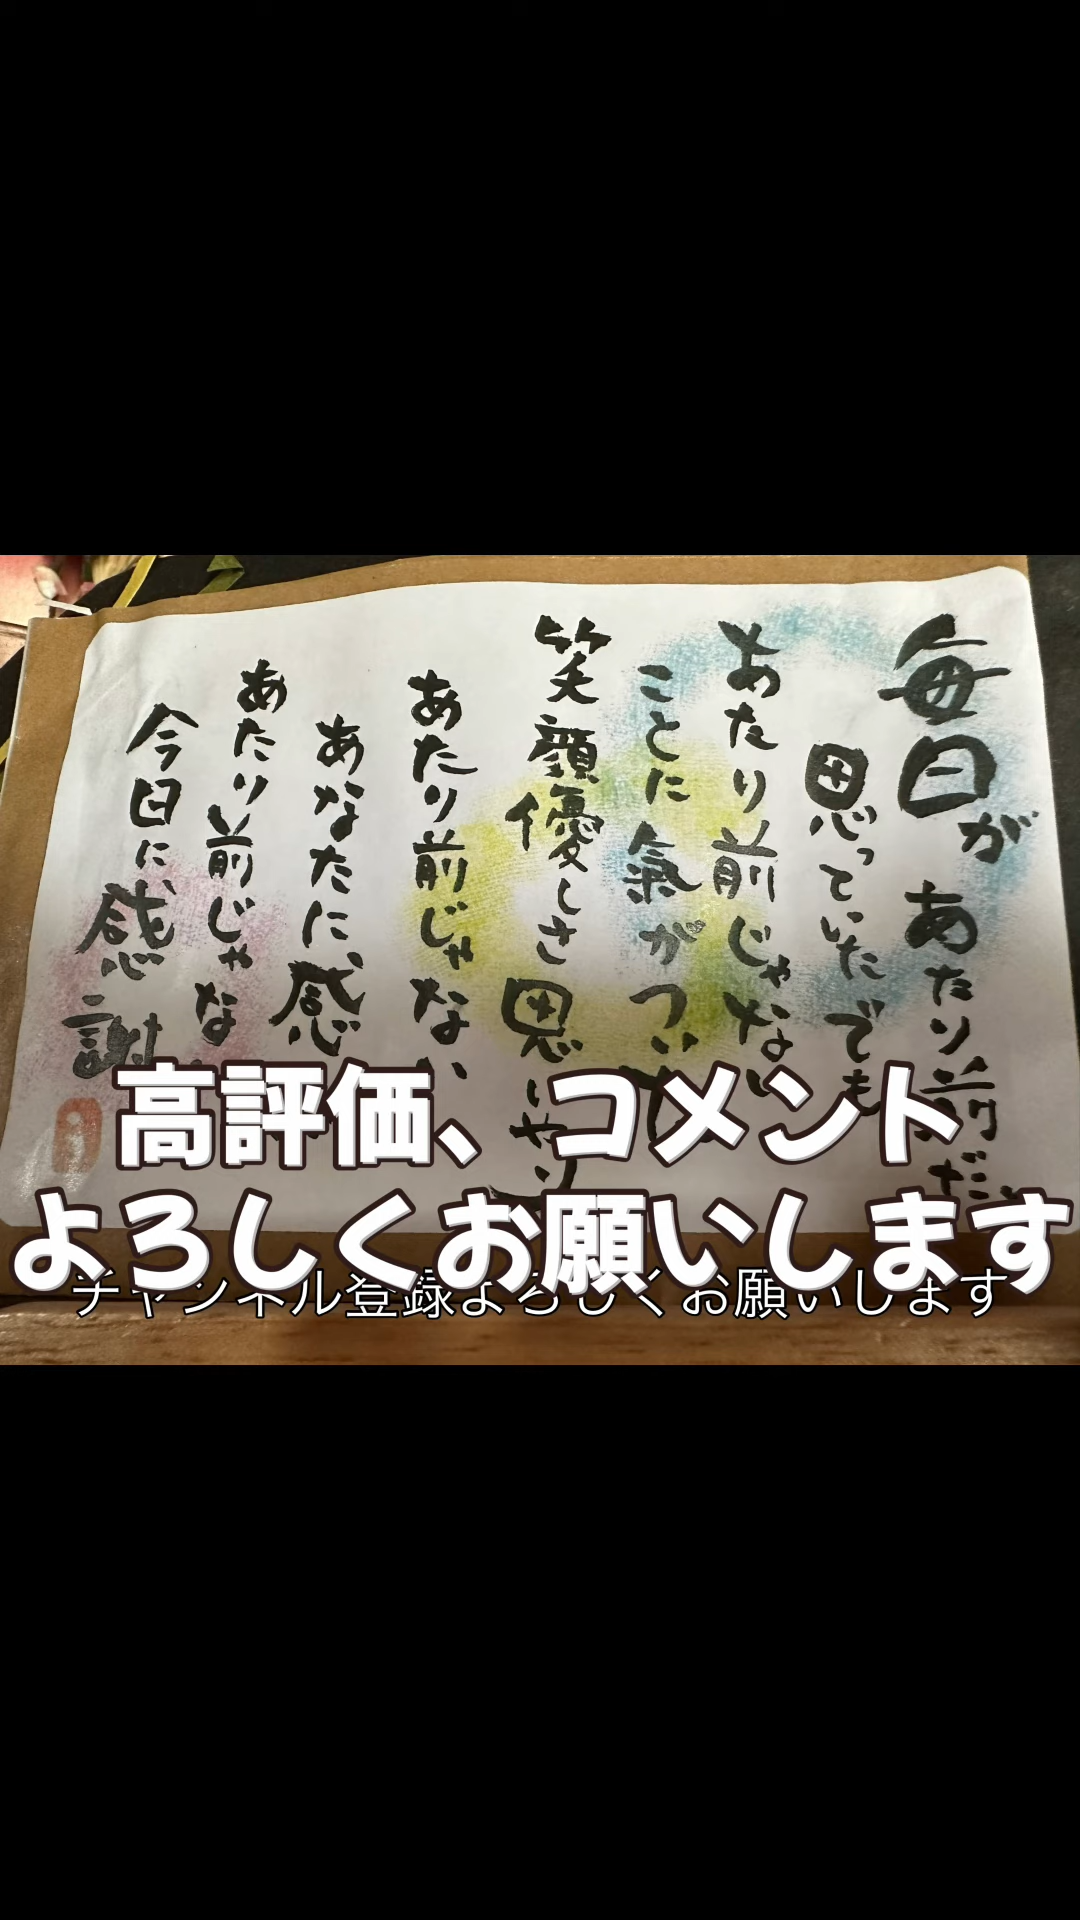 毎日が あたり前だ
思っていた でも
あたり前じゃない
ことに氣がつい
笑顔優しさ思いやり
あたり前じゃない
あなたに、感
あたり前じゃな
今日に、感謝
高評価、コメント
よろしくお願いします
チャンネル登録よろしくお願いします